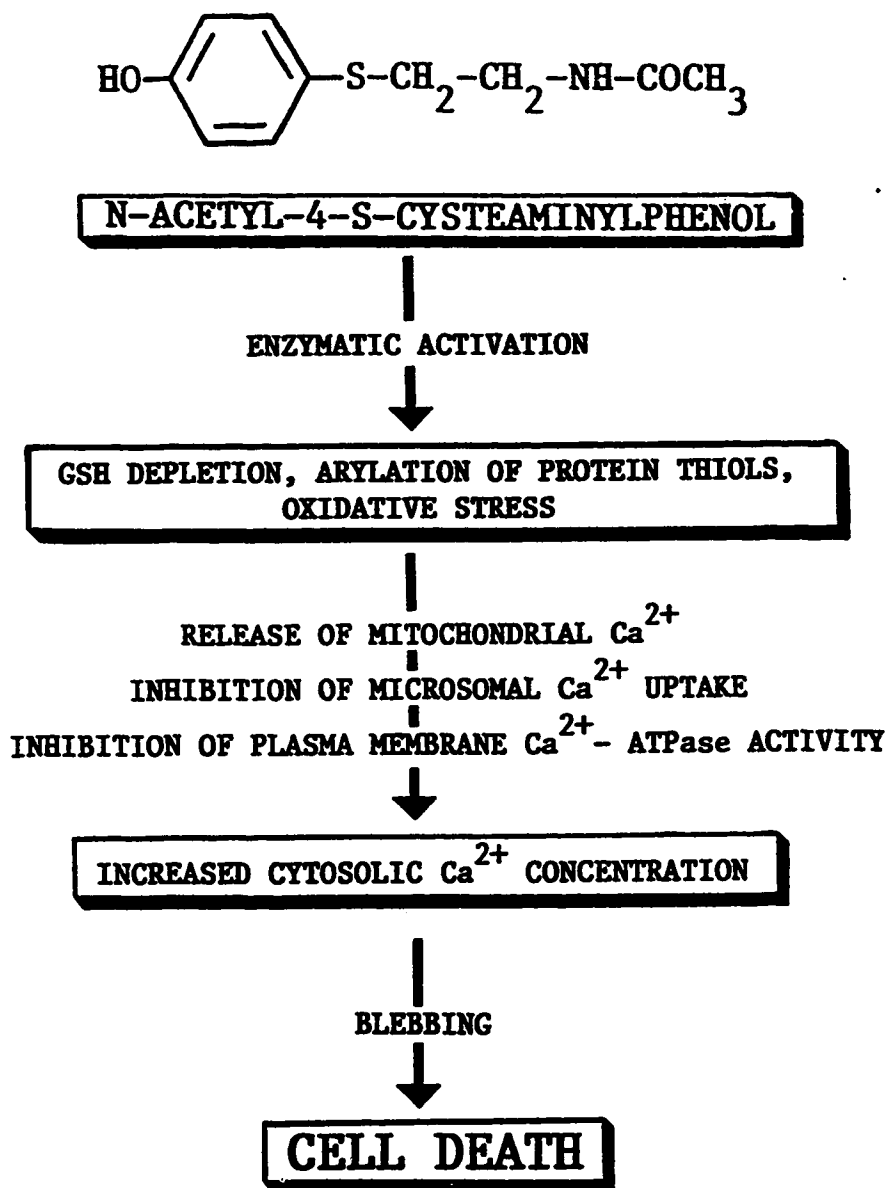 HO-S-CH2-CH2-NH-COCH3
N-ACETYL-4-S-CYSTEAMINYLPHENOL
ENZYMATIC ACTIVATION
GSH DEPLETION, ARYLATION OF PROTEIN THIOLS,
OXIDATIVE STRESS
RELEASE OF MITOCHONDRIAL Ca2+
INHIBITION OF MICROSOMAL Ca2+ UPTAKE
INHIBITION OF PLASMA MEMBRANE Ca2+- ATPase ACTIVITY
INCREASED CYTOSOLIC Ca2+ CONCENTRATION
BLEBBING
CELL DEATH